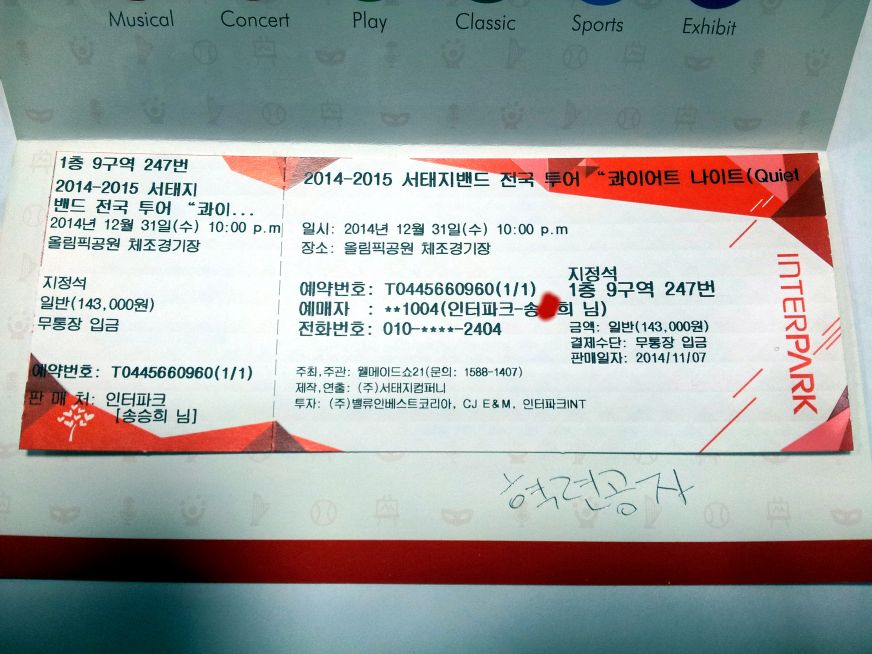 Musical Concert Play Classic Sports Exhibit
1층 9구역 247번
2014-2015 서태지
밴드 전국 투어 “콰이...
2014년 12월 31일(수) 10:00 p.m
올림픽공원 체조경기장
지정석
일반(143,000원)
무통장 입금
예약번호: T0445660960(1/1)
판 매 처: 인터파크
[송승희 님]
2014-2015 서태지밴드 전국 투어 “콰이어트 나이트(Quiet
일시: 2014년 12월 31일(수) 10:00 p.m
장소: 올림픽공원 체조경기장
예약번호: T0445660960(1/1)
예매자 : **1004(인터파크-송 희 님)
전화번호: 010-****-2404
지정석
1층 9구역 247번
금액: 일반(143,000원)
결제수단: 무통장 입금
판매일자: 2014/11/07
주최,주관: 웰메이드쇼21(문의: 1588-1407)
제작,연출: (주)서태지컴퍼니
투자: (주)밸류인베스트코리아, CJ E&M, 인터파크INT
INTERPARK